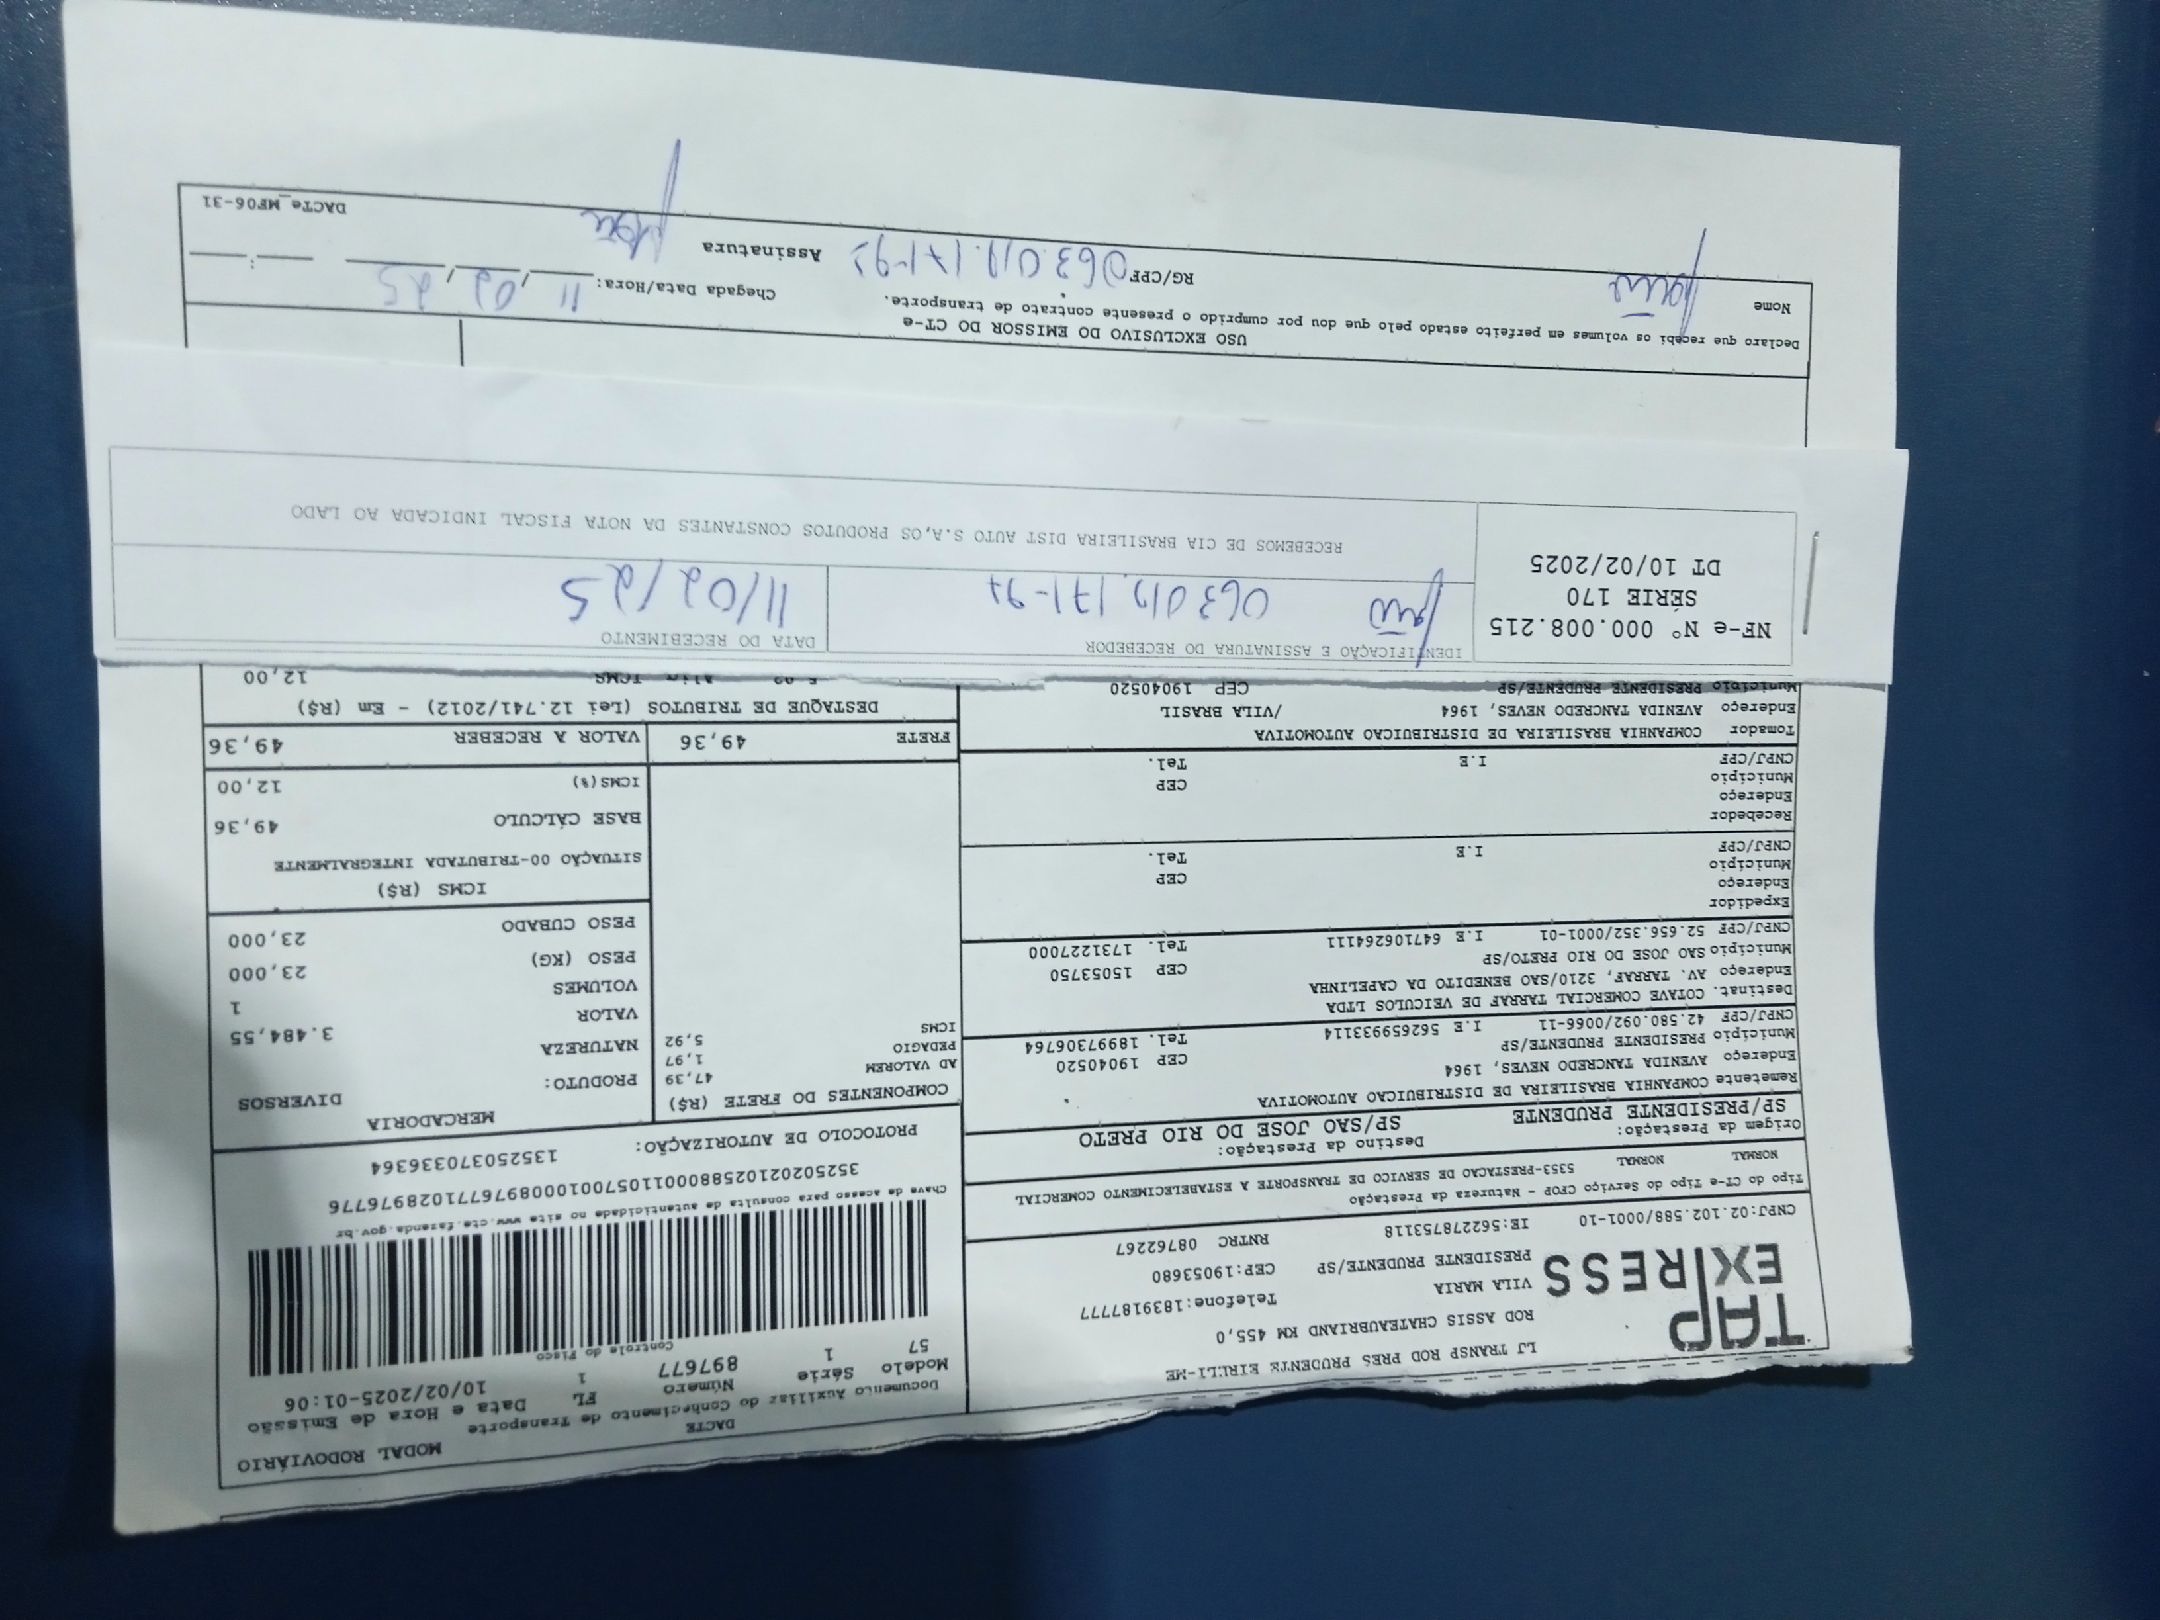 DACTE
MODAL RODOVIÁRIO
Documento Auxiliar do Conhecimento de Transporte
Modelo Série Número FL Data e Hora de Emissão
57 1 897677 1 10/02/2025-01:06
Controle do Fisco
TAP EXPRESS
LJ TRANSP ROD PRES PRUDENTE EIRELI-ME
ROD ASSIS CHATEAUBRIAND KM 455,0
VILA MARIA Telefone:1839187777
PRESIDENTE PRUDENTE/SP CEP:19053680
CNPJ:02.102.588/0001-10 IE:562278753118 RNTRC 08762267
Chave de acesso para consulta de autenticidade no site www.cte.fazenda.gov.br
35250202102588000110570010008976771028976776
PROTOCOLO DE AUTORIZAÇÃO: 135250370336364
Tipo do CT-e Tipo do Serviço CFOP - Natureza da Prestação
NORMAL NORMAL 5353-PRESTACAO DE SERVICO DE TRANSPORTE A ESTABELECIMENTO COMERCIAL
Origem da Prestação: Destino da Prestação:
SP/PRESIDENTE PRUDENTE SP/SAO JOSE DO RIO PRETO
Remetente COMPANHIA BRASILEIRA DE DISTRIBUICAO AUTOMOTIVA
Endereço AVENIDA TANCREDO NEVES, 1964
Município PRESIDENTE PRUDENTE/SP CEP 19040520
CNPJ/CPF 42.580.092/0066-11 I.E 562659933114 Tel. 18997306764
Destinat. COTAVE COMERCIAL TARRAF DE VEICULOS LTDA
Endereço AV. TARRAF, 3210/SAO BENEDITO DA CAPELINHA
Município SAO JOSE DO RIO PRETO/SP CEP 15053750
CNPJ/CPF 52.656.352/0001-01 I.E 647106264111 Tel. 1731227000
Expedidor
Endereço
Município CEP
CNPJ/CPF I.E Tel.
Recebedor
Endereço
Município CEP
CNPJ/CPF I.E Tel.
Tomador COMPANHIA BRASILEIRA DE DISTRIBUICAO AUTOMOTIVA
Endereço AVENIDA TANCREDO NEVES, 1964 /VILA BRASIL
Município PRESIDENTE PRUDENTE/SP CEP 19040520
COMPONENTES DO FRETE (R$)
AD VALOREM 47,39
PEDAGIO 1,97
ICMS 5,92
FRETE 49,36
MERCADORIA
PRODUTO: DIVERSOS
NATUREZA
VALOR 3.484,55
VOLUMES 1
PESO (KG) 23,000
PESO CUBADO 23,000
ICMS (R$)
SITUAÇÃO 00-TRIBUTADA INTEGRALMENTE
BASE CÁLCULO 49,36
ICMS(%) 12,00
VALOR A RECEBER 49,36
DESTAQUE DE TRIBUTOS (Lei 12.741/2012) - Em (R$)
ICMS 12,00
NF-e Nº 000.008.215
SÉRIE 170
DT 10/02/2025
IDENTIFICAÇÃO E ASSINATURA DO RECEBEDOR
DATA DO RECEBIMENTO
11/02/25
RECEBEMOS DE CIA BRASILEIRA DIST AUTO S.A,OS PRODUTOS CONSTANTES DA NOTA FISCAL INDICADA AO LADO
USO EXCLUSIVO DO EMISSOR DO CT-e
Declaro que recebi os volumes em perfeito estado pelo que dou por cumprido o presente contrato de transporte.
Chegada Data/Hora: 11/02/25
Nome
RG/CPF
Assinatura
DACTe_MF06-31